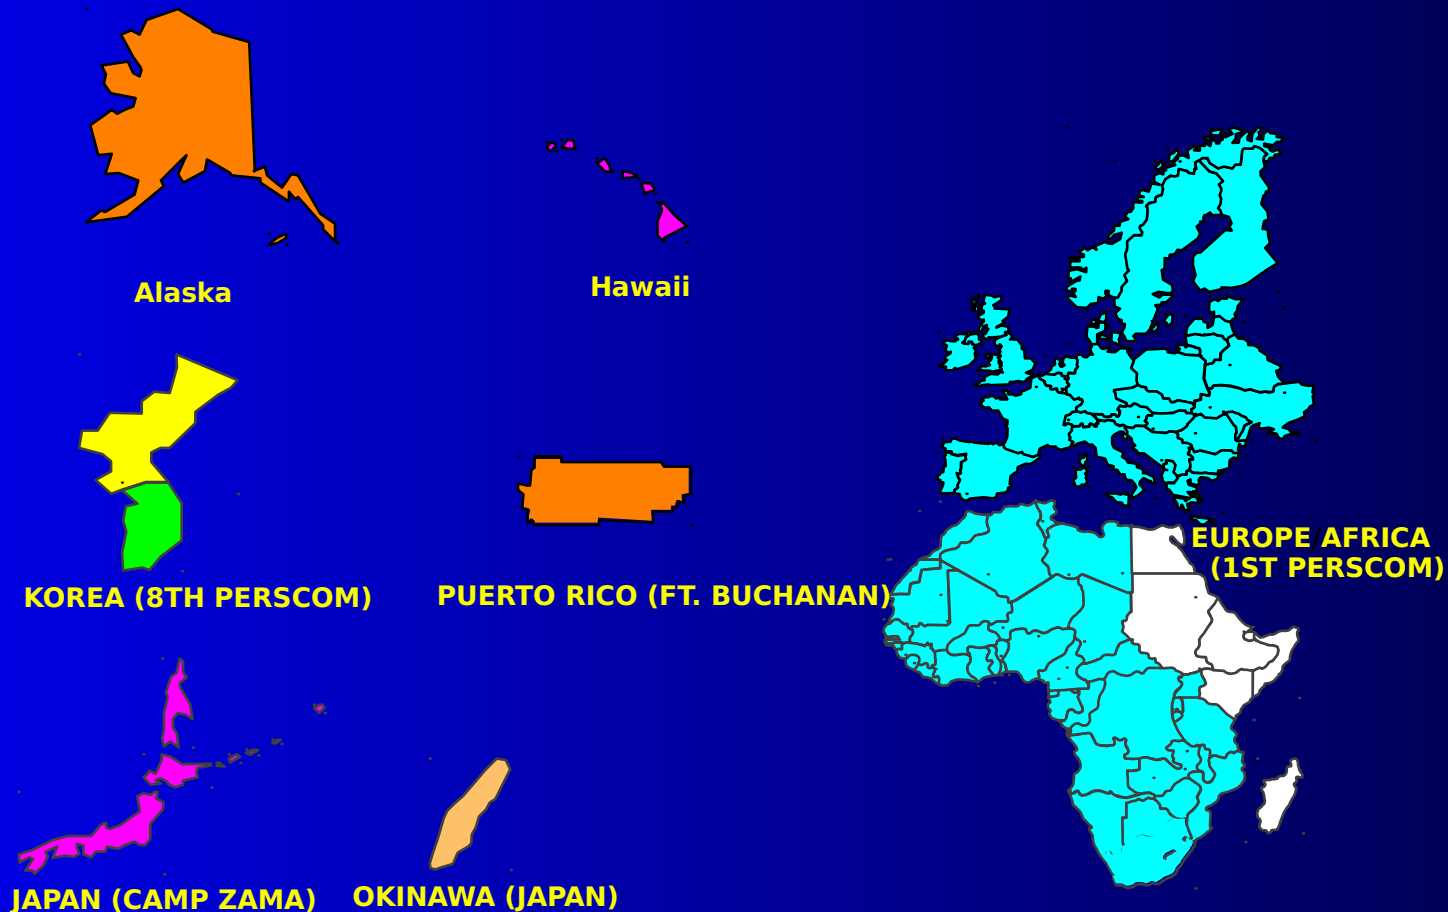 Alaska
Hawaii
KOREA (8TH PERSCOM)
PUERTO RICO (FT. BUCHANAN)
EUROPE/AFRICA
(1ST PERSCOM)
JAPAN (CAMP ZAMA)
OKINAWA (JAPAN)